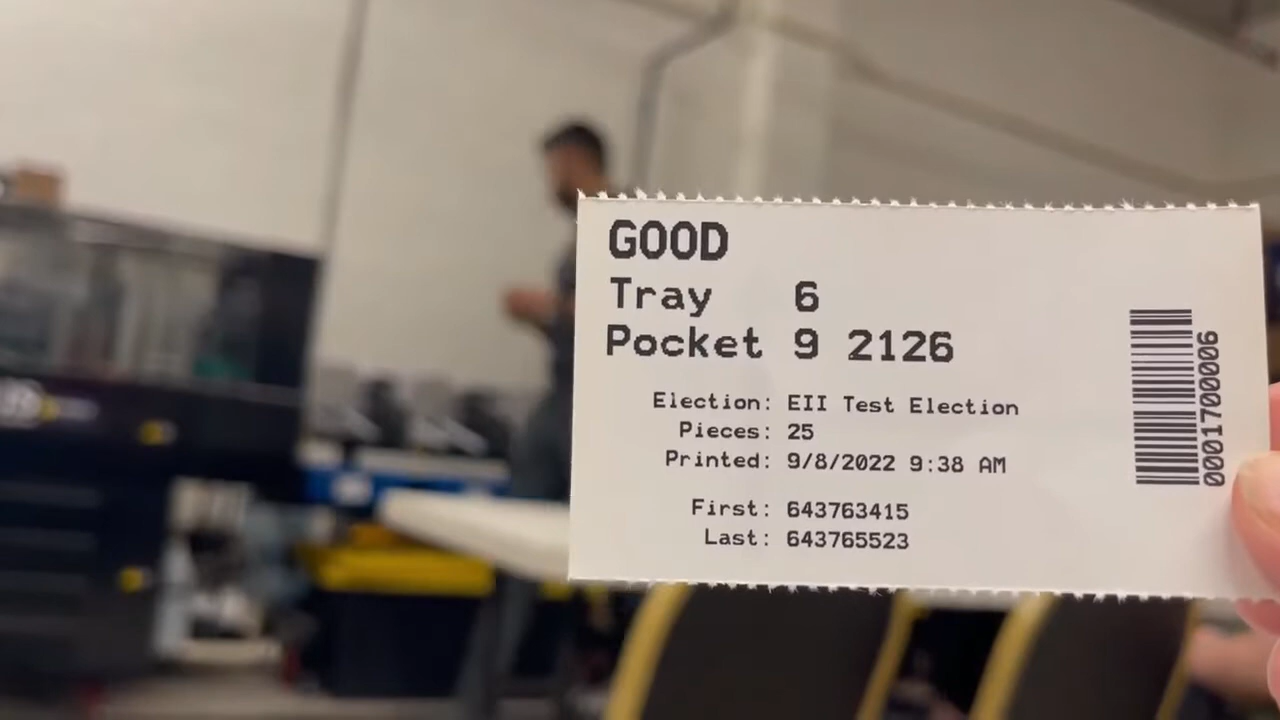 GOOD
Tray 6
Pocket 9 2126
Election: EII Test Election
Pieces: 25
Printed: 9/8/2022 9:38 AM
First: 643763415
Last: 643765523
0001700006